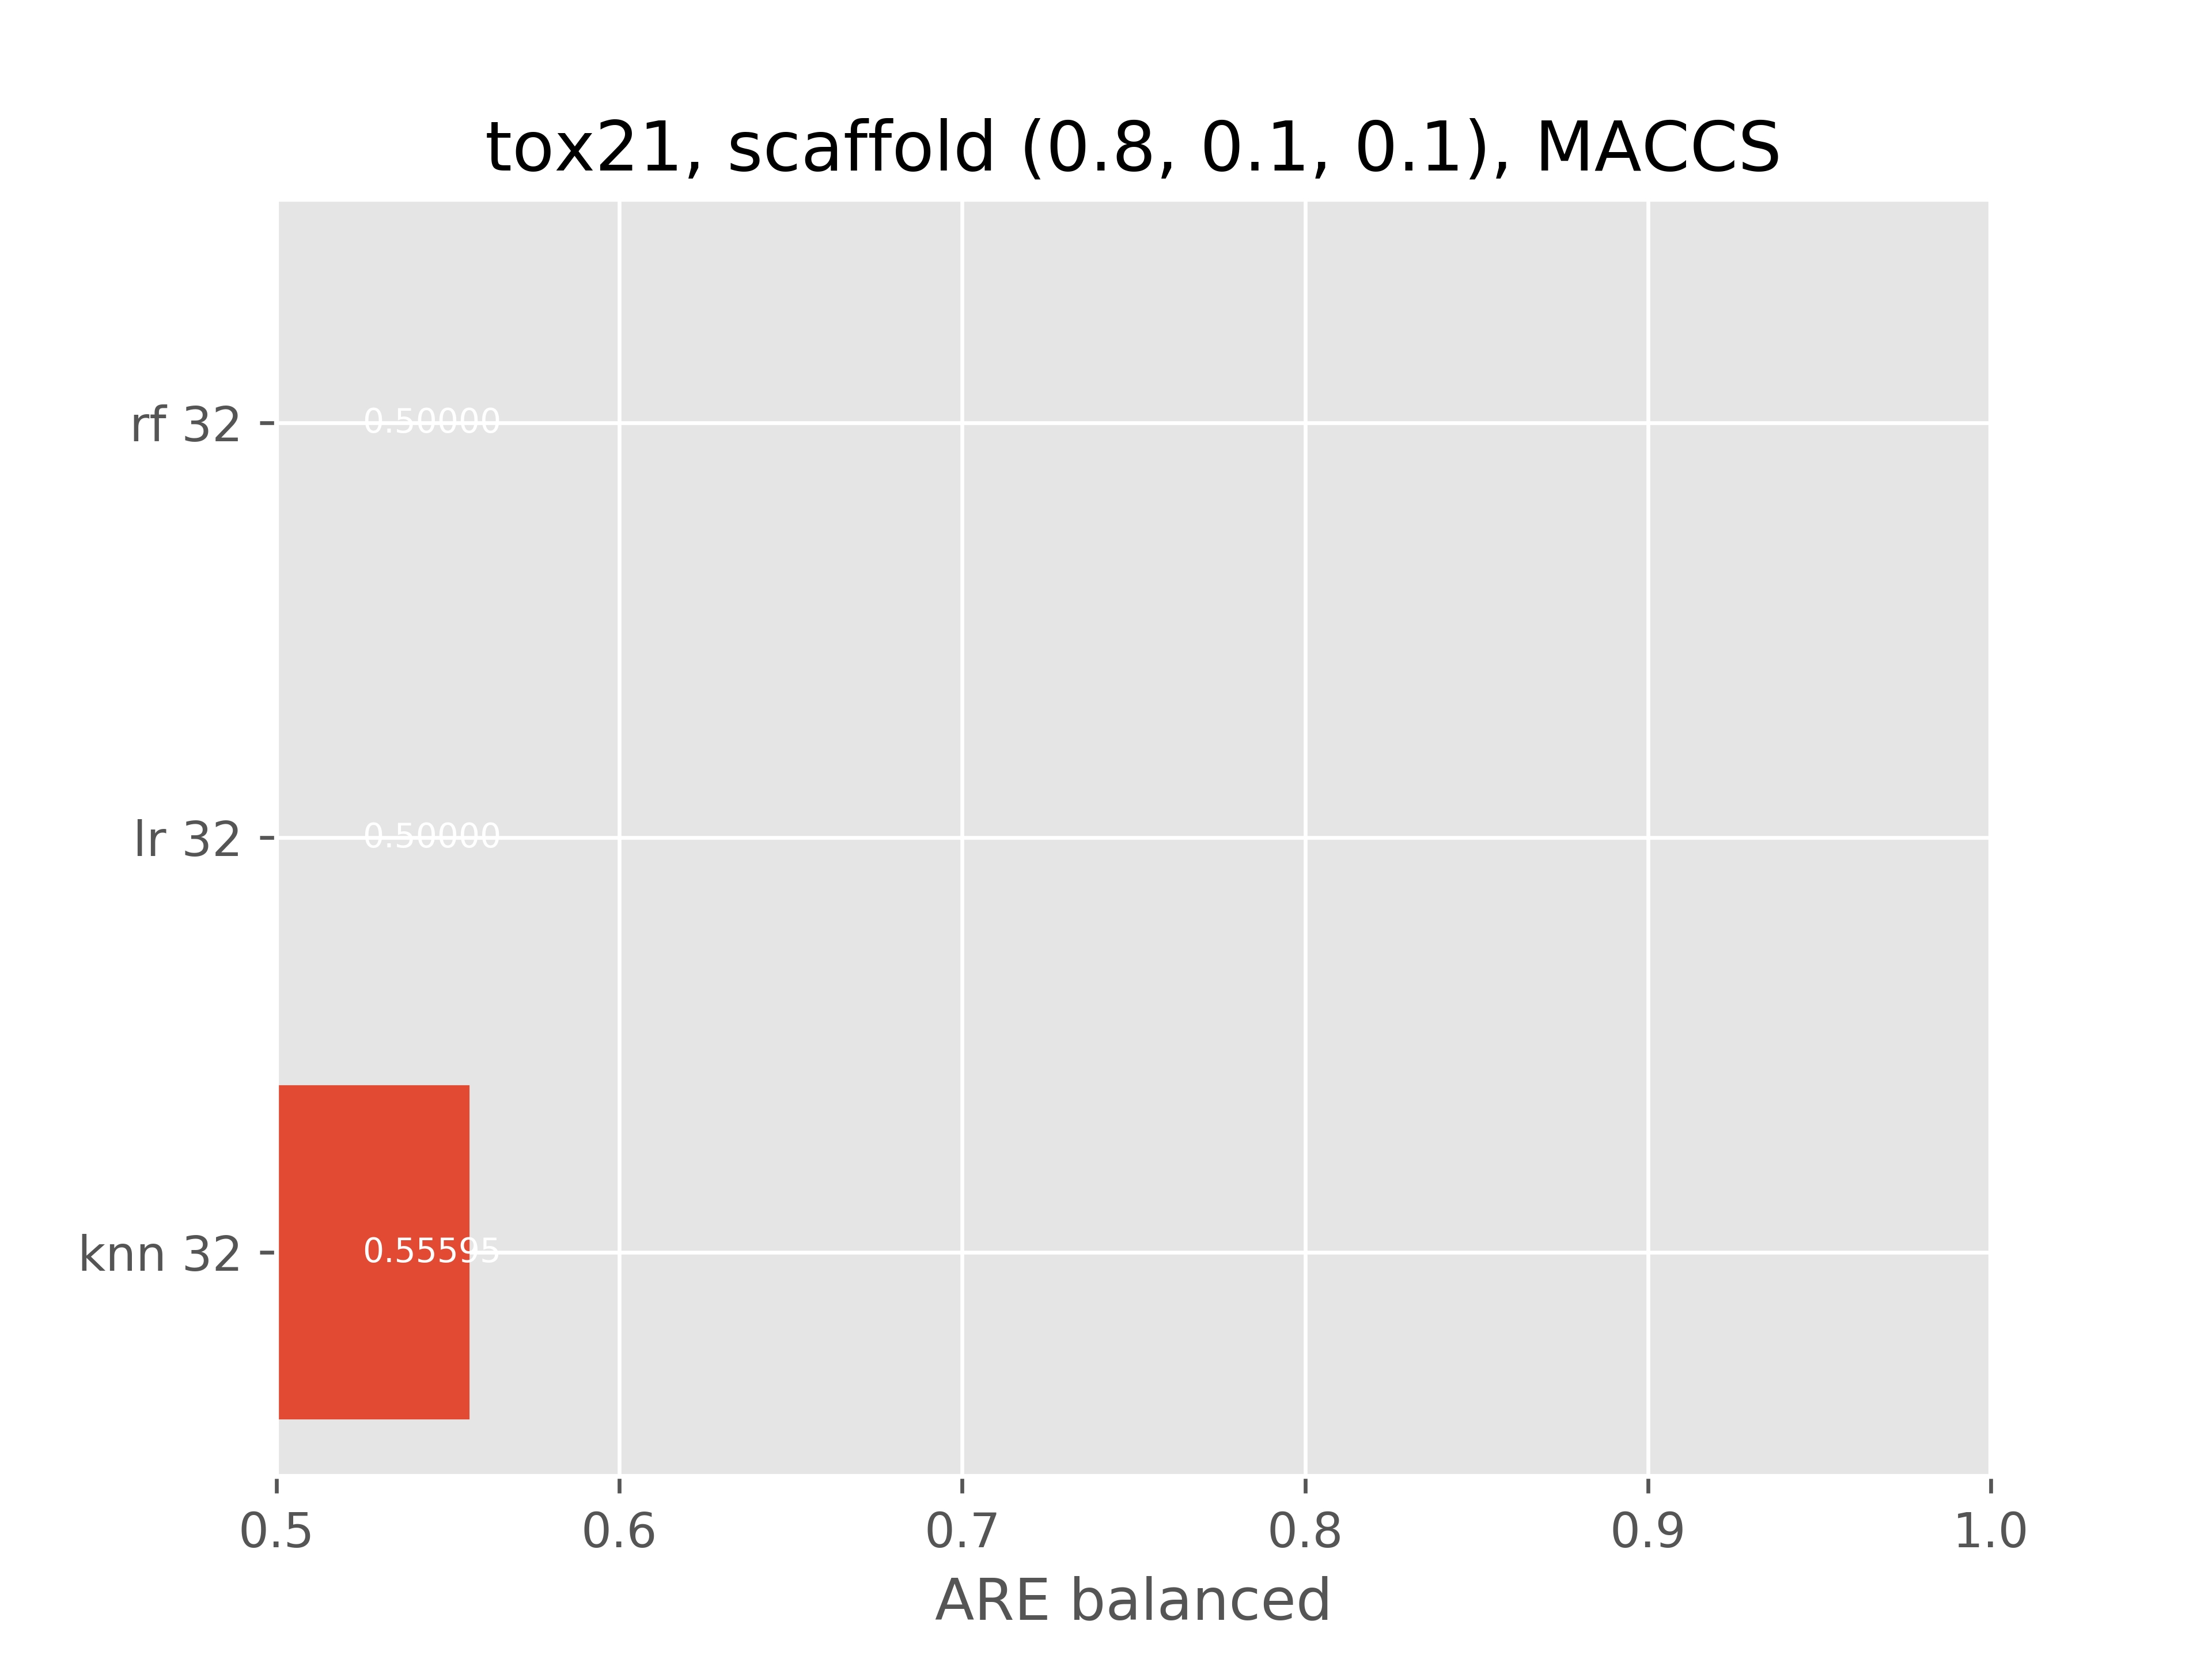 tox21, scaffold (0.8, 0.1, 0.1), MACCS
rf 32
0.50000
lr 32
0.50000
knn 32
0.55595
0.5 0.6 0.7 0.8 0.9 1.0
ARE balanced